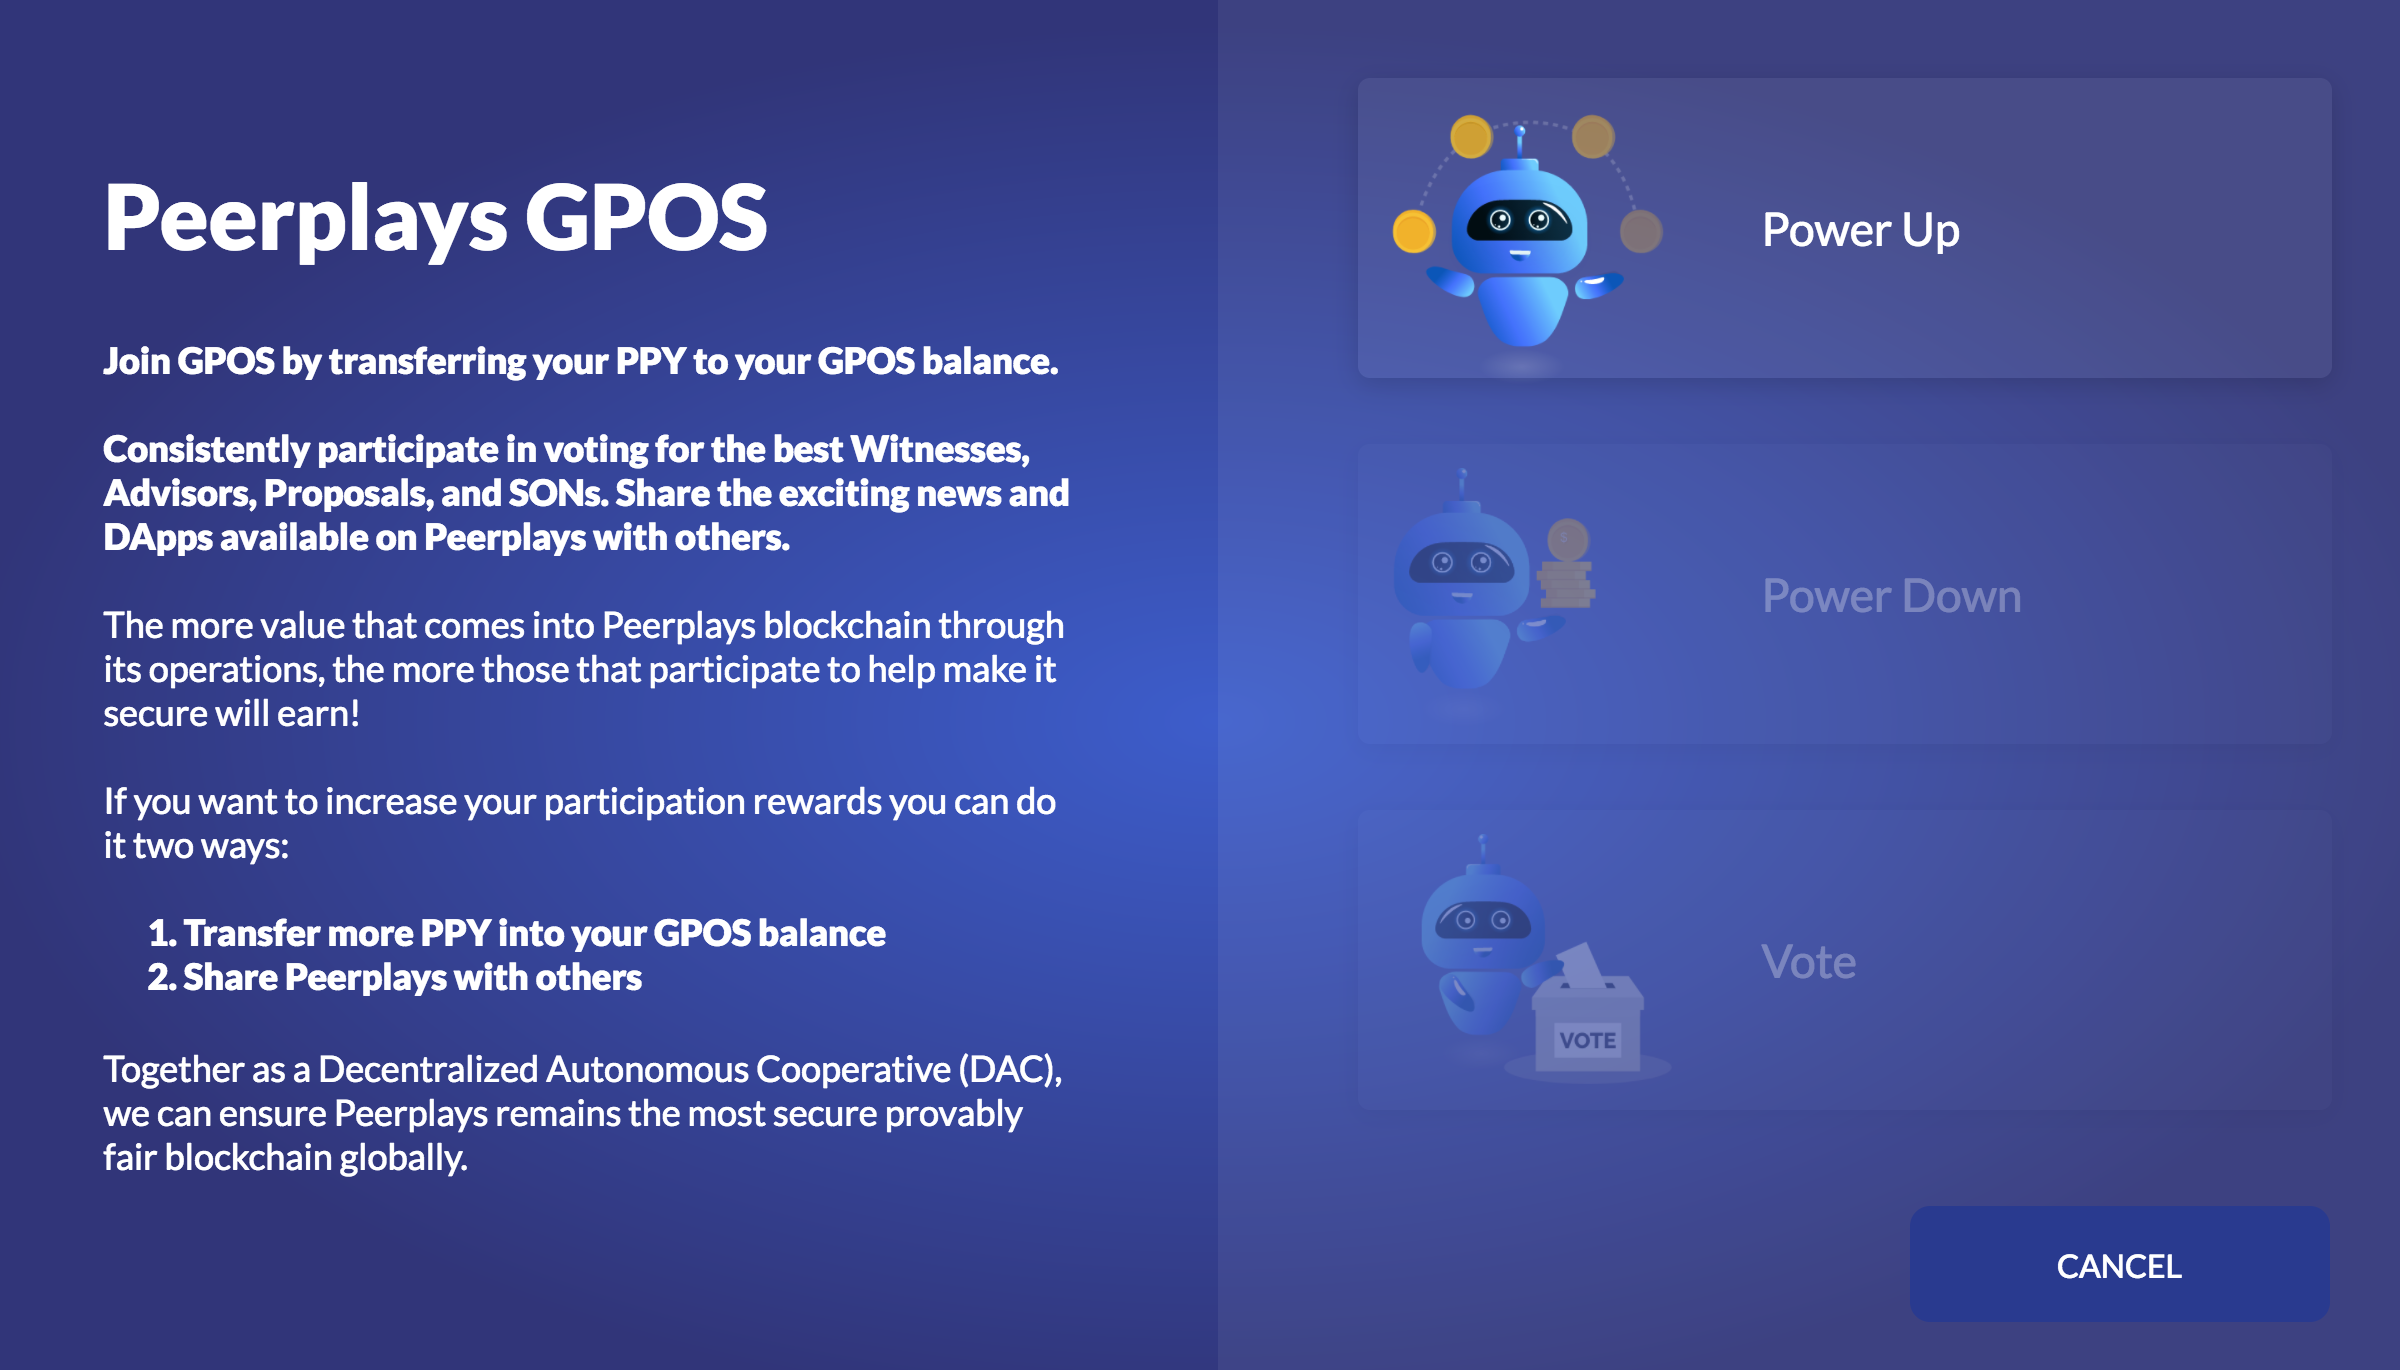 Peerplays GPOS
Join GPOS by transferring your PPY to your GPOS balance.
Consistently participate in voting for the best Witnesses,
Advisors, Proposals, and SONs. Share the exciting news and
DApps available on Peerplays with others.
The more value that comes into Peerplays blockchain through
its operations, the more those that participate to help make it
secure will earn!
If you want to increase your participation rewards you can do
it two ways:
1. Transfer more PPY into your GPOS balance
2. Share Peerplays with others
Together as a Decentralized Autonomous Cooperative (DAC),
we can ensure Peerplays remains the most secure provably
fair blockchain globally.
Power Up
$
Power Down
VOTE
Vote
CANCEL